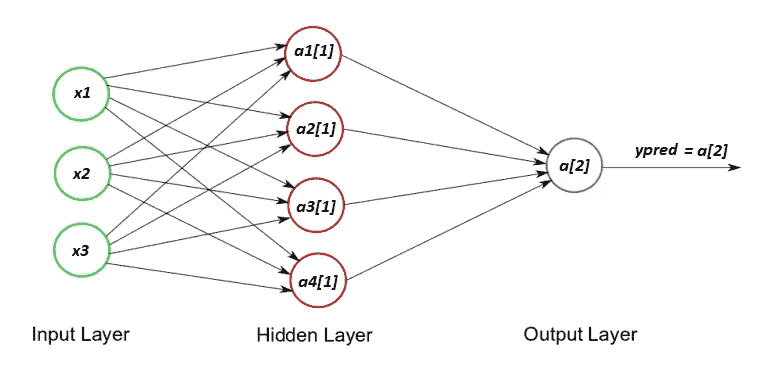 x1
x2
x3
a1[1]
a2[1]
a3[1]
a4[1]
a[2]
ypred = a[2]
Input Layer
Hidden Layer
Output Layer